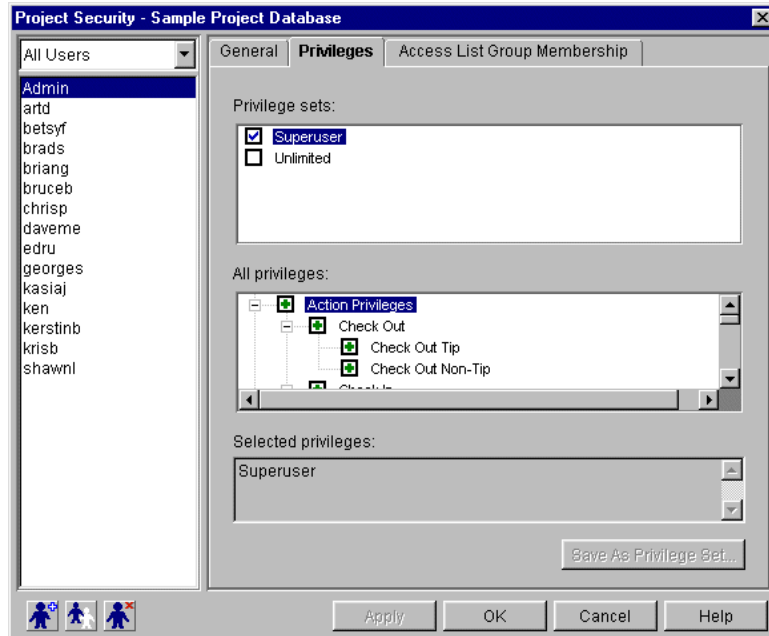 Project Security - Sample Project Database
All Users
Admin
artd
betsyf
brads
briang
bruceb
chrisp
daveme
edru
georges
kasiaj
ken
kerstinb
krisb
shawnl
General
Privileges
Access List Group Membership
Privilege sets:
Superuser
Unlimited
All privileges:
Action Privileges
Check Out
Check Out Tip
Check Out Non-Tip
Check In
Selected privileges:
Superuser
Save As Privilege Set...
Apply
OK
Cancel
Help